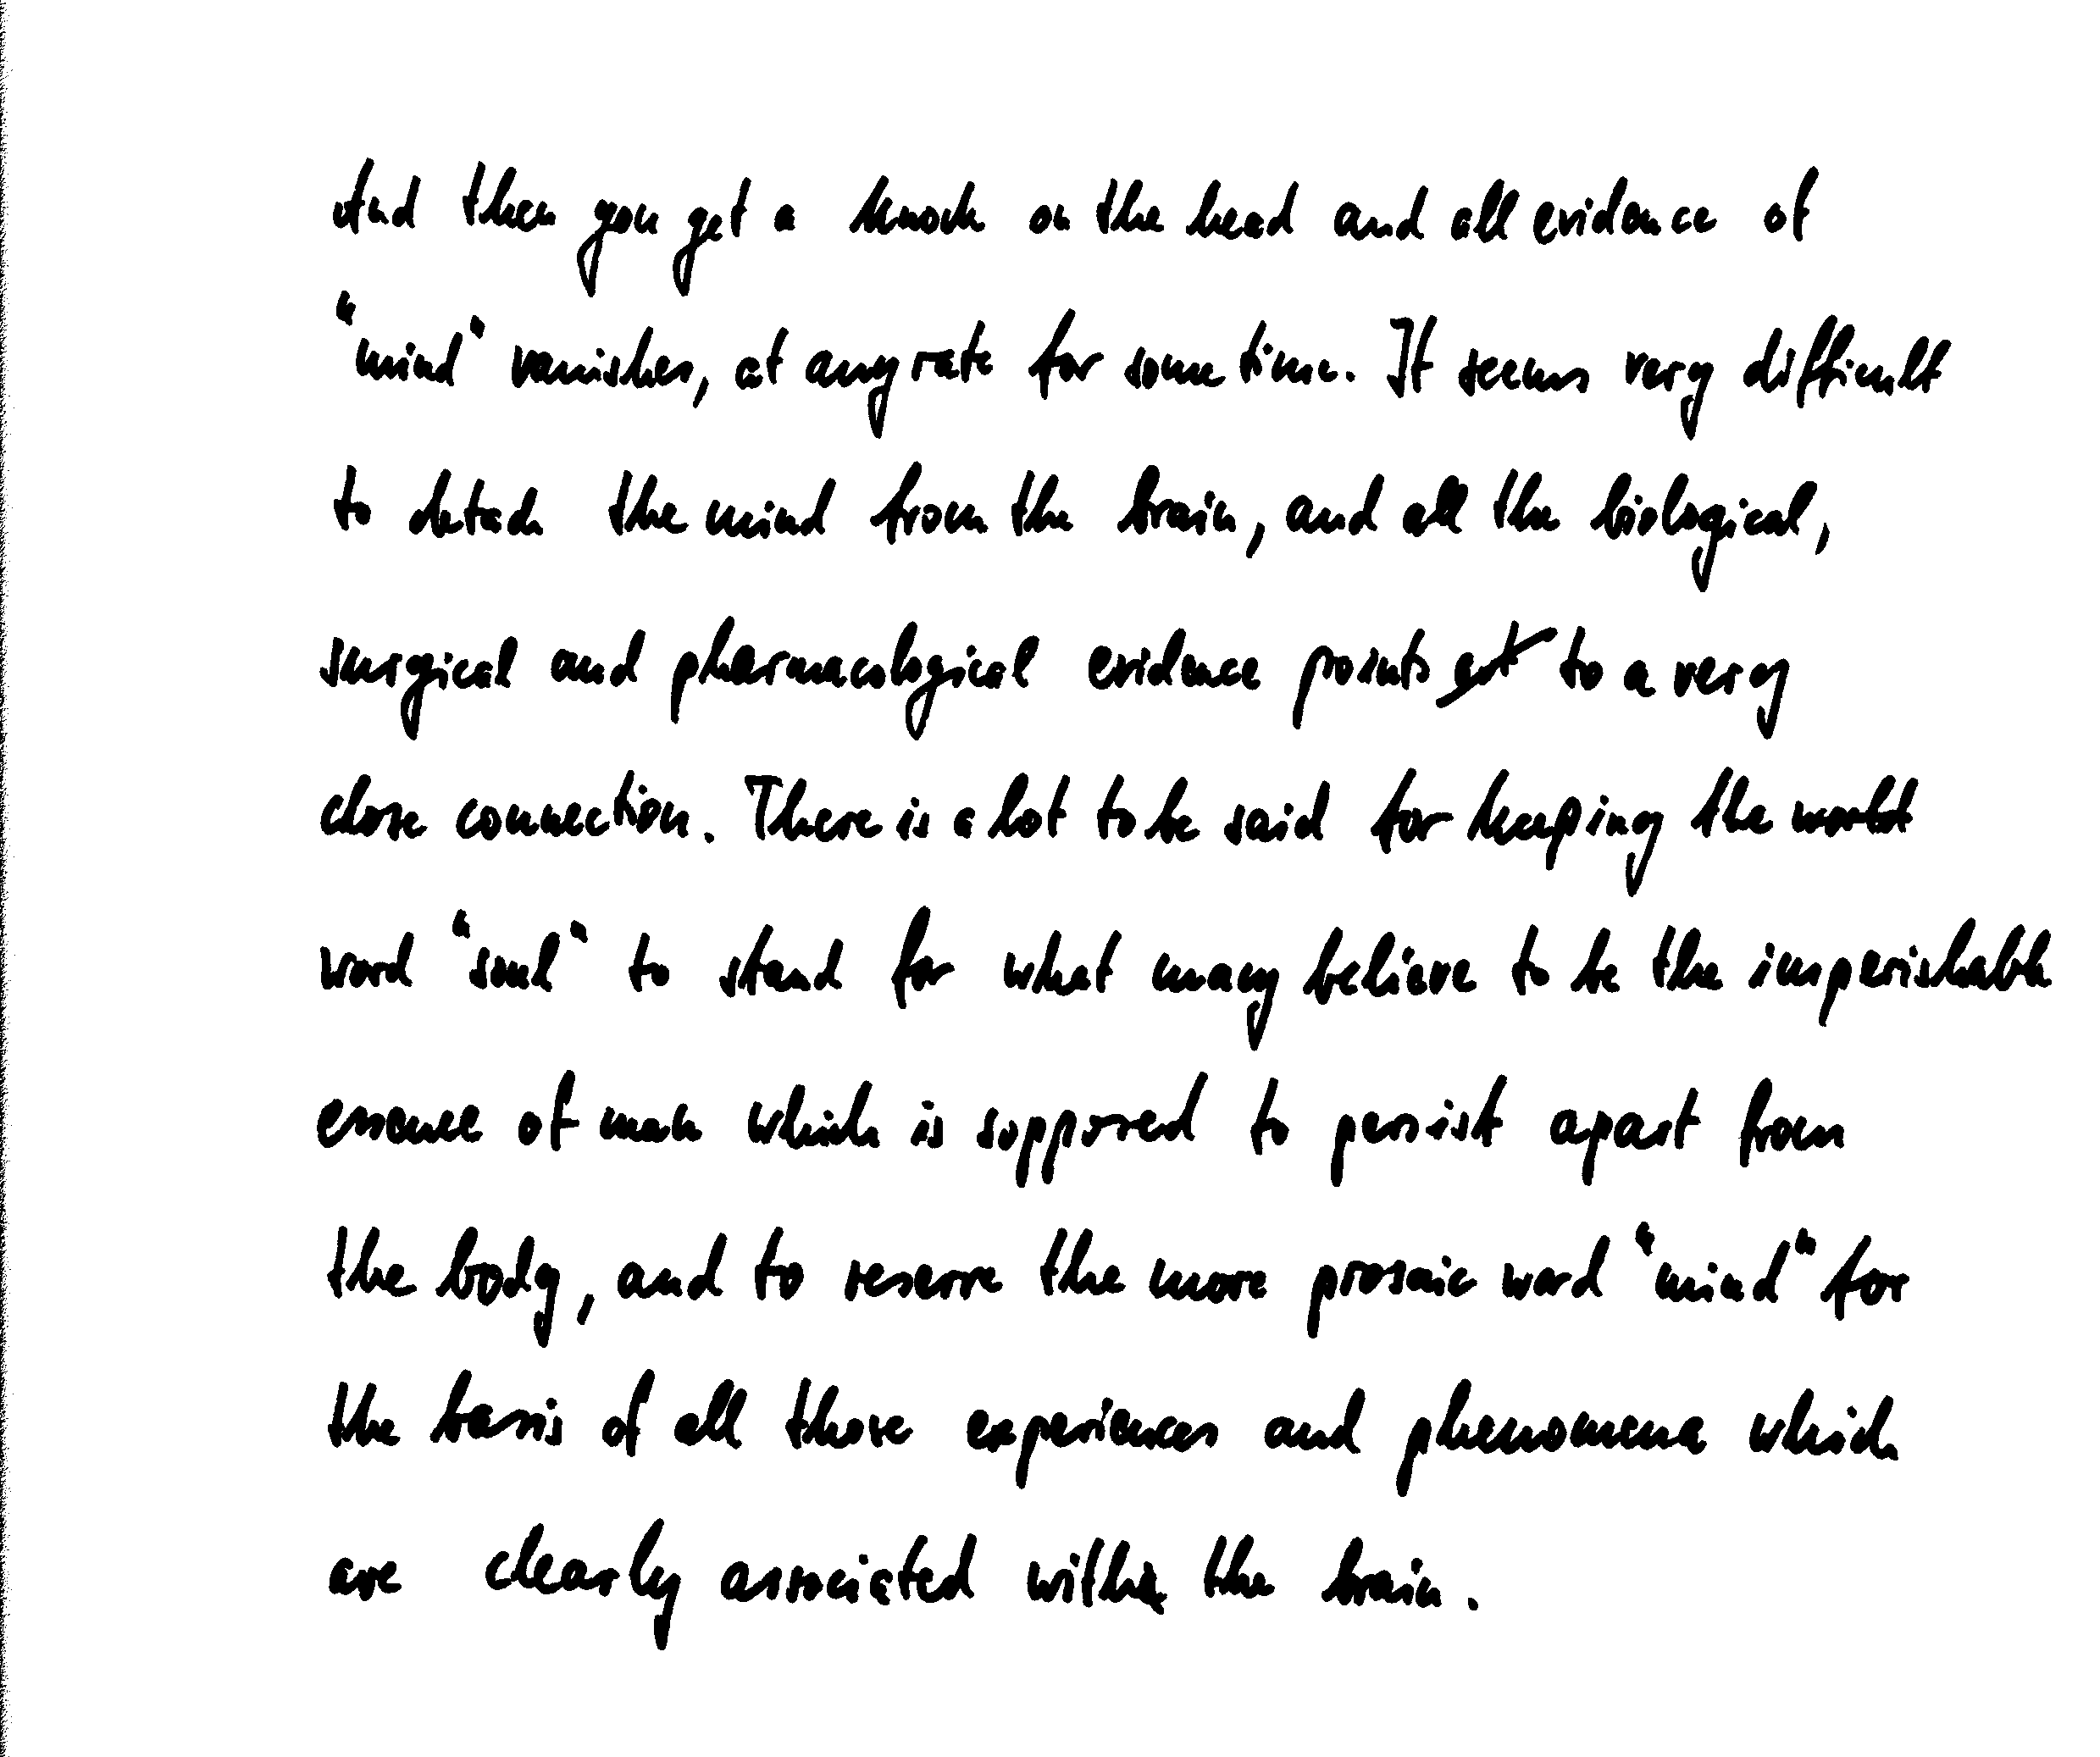 And then you get a knock on the head and all evidence of
"mind" vanishes, at any rate for some time. It seems very difficult
to detach the mind from the brain, and all the biological,
surgical and pharmacological evidence points to a very
close connection. There is a lot to be said for keeping the world
word "soul" to stand for what many believe to be the imperishable
essence of man which is supposed to persist apart from
the body, and to reserve the more prosaic word "mind" for
the basis of all those experiences and phenomena which
are clearly associated with the brain.